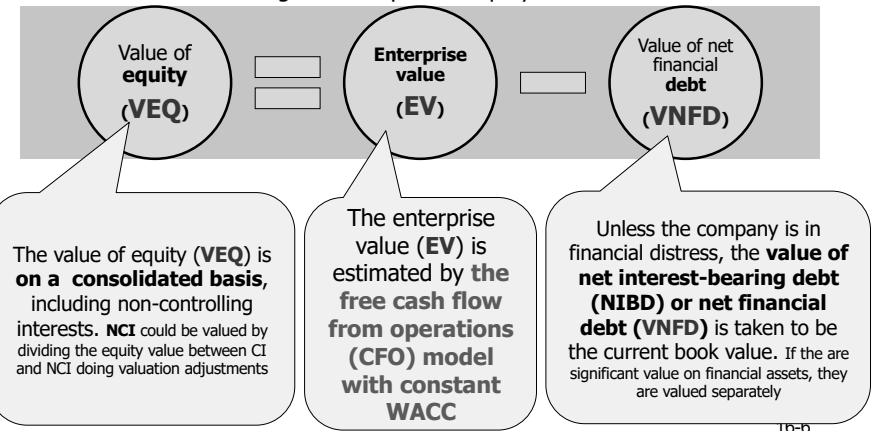 Value of
equity
(VEQ)
Enterprise
value
(EV)
Value of net
financial
debt
(VNFD)
The value of equity (VEQ) is
on a consolidated basis,
including non-controlling
interests. NCI could be valued by
dividing the equity value between CI
and NCI doing valuation adjustments
The enterprise
value (EV) is
estimated by the
free cash flow
from operations
(CFO) model
with constant
WACC
Unless the company is in
financial distress, the value of
net interest-bearing debt
(NIBD) or net financial
debt (VNFD) is taken to be
the current book value. If the are
significant value on financial assets, they
are valued separately
16-6